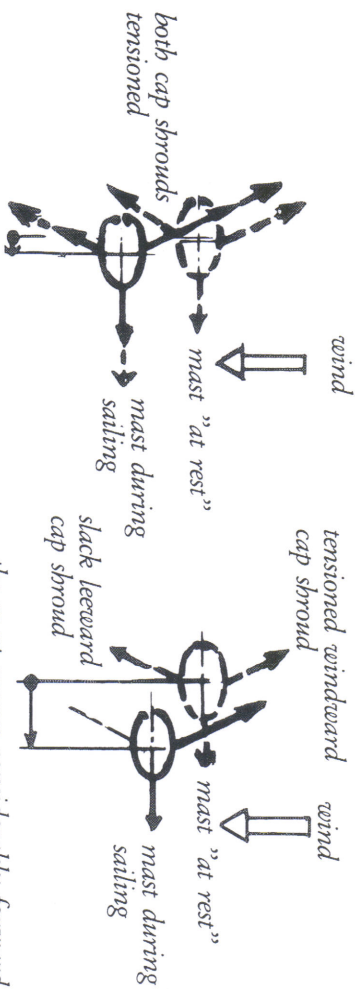 wind
both cap shrouds
tensioned
mast "at rest"
mast during
sailing
wind
tensioned windward
cap shroud
slack leeward
cap shroud
mast "at rest"
mast during
sailing